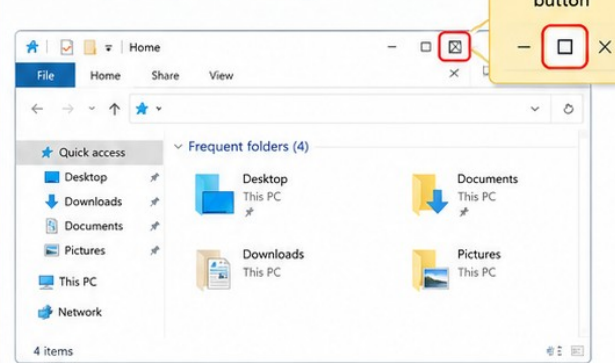 button
Home
File Home Share View
Quick access
Desktop
Downloads
Documents
Pictures
This PC
Network
Frequent folders (4)
Desktop
This PC
Documents
This PC
Downloads
This PC
Pictures
This PC
4 items